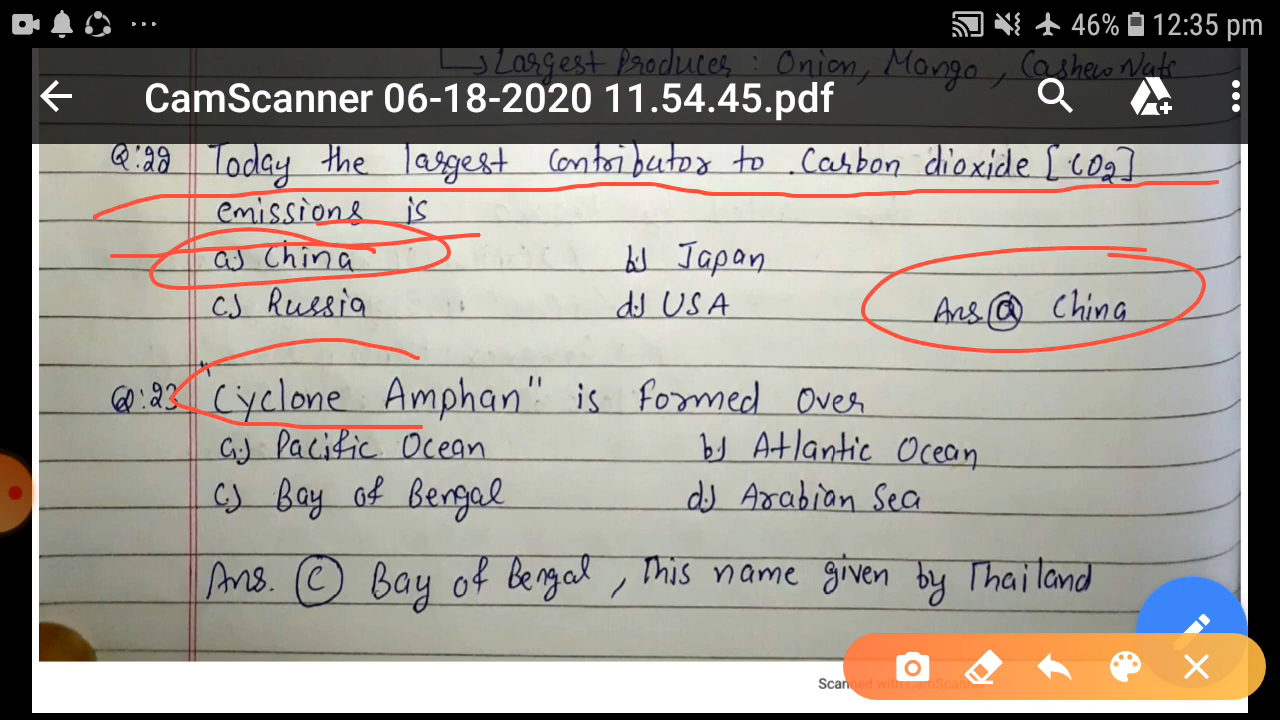 46% 12:35 pm
Largest Producer : Onion, Mango, Cashew Nuts
CamScanner 06-18-2020 11.54.45.pdf
Q:22 Today the largest contributor to Carbon dioxide [CO2]
emissions is
a) China b) Japan
c) Russia d) USA Ans @ China
Q:23 "Cyclone Amphan" is formed Over
a) Pacific Ocean b) Atlantic Ocean
c) Bay of Bengal d) Arabian Sea
Ans. (C) Bay of Bengal, This name given by Thailand
Scanned with CamScanner